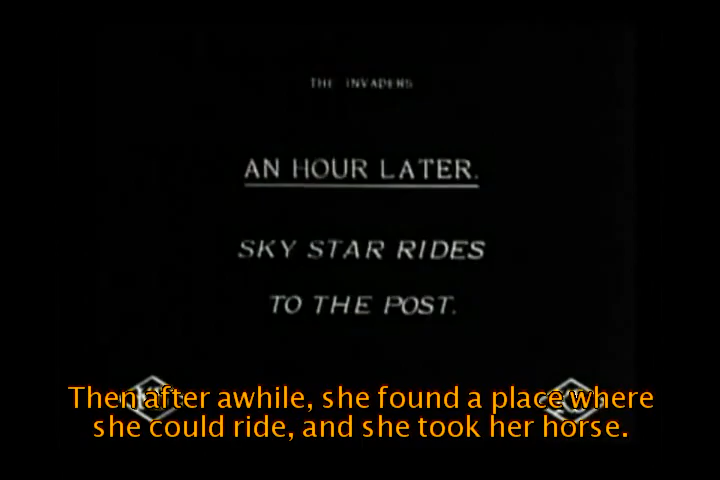 THE INVADERS
AN HOUR LATER.
SKY STAR RIDES
TO THE POST.
Then after awhile, she found a place where
she could ride, and she took her horse.